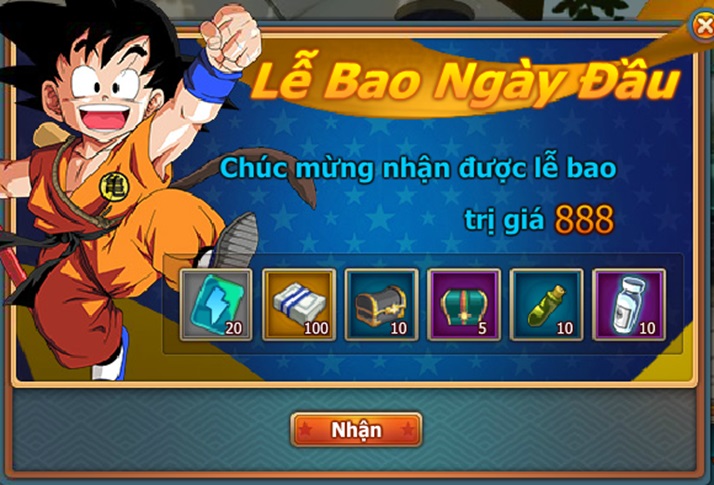 Lễ Bao Ngày Đầu
Chúc mừng nhận được lễ bao
trị giá 888
亀
20 100 10 5 10 10
Nhận